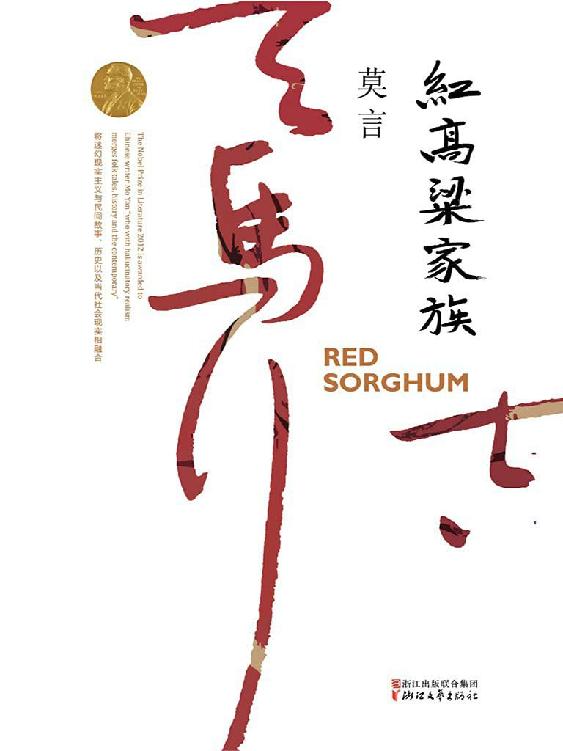 紅高粱家族
莫言
RED
SORGHUM
The Nobel Prize in Literature 2012 is awarded to
Chinese writer Mo Yan "who with hallucinatory realism
merges folk tales, history and the contemporary"
将迷幻现实主义与民间故事、历史以及当代社会现实相融合
浙江出版联合集团
浙江文艺出版社